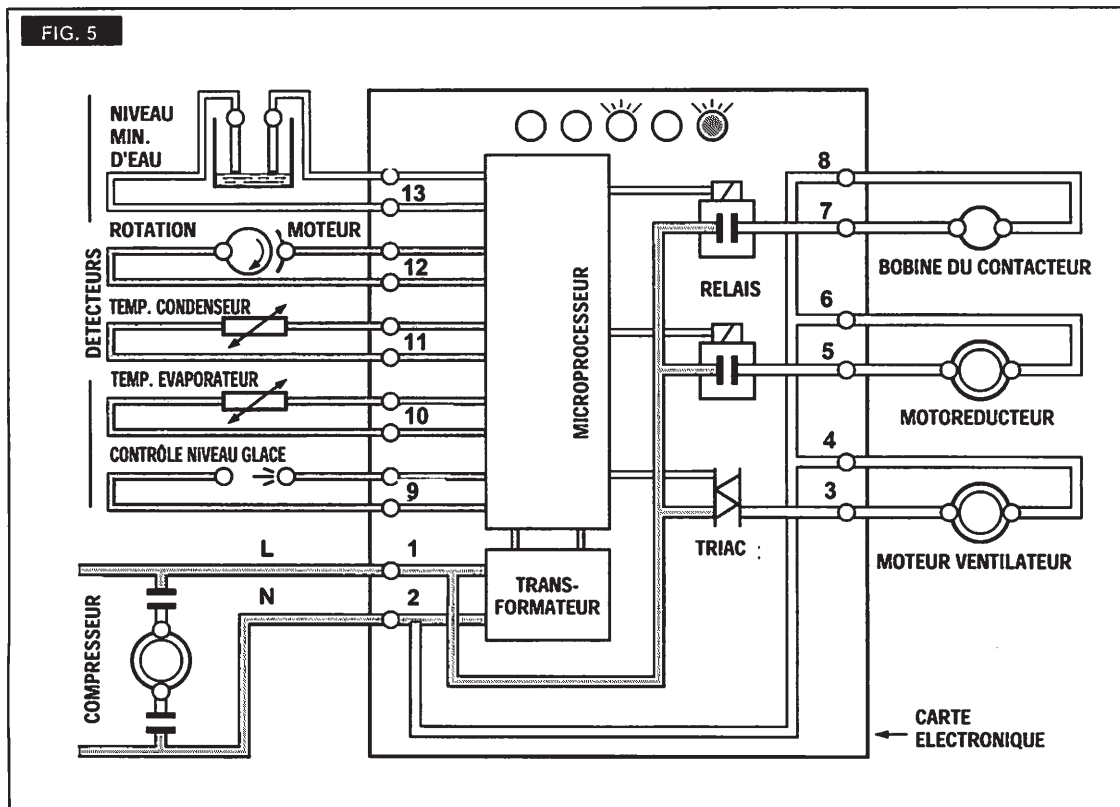 FIG. 5
NIVEAU
MIN.
D'EAU
13
ROTATION MOTEUR
12
TEMP. CONDENSEUR
11
TEMP. EVAPORATEUR
10
CONTRÔLE NIVEAU GLACE
9
DETECTEURS
L
1
N
2
COMPRESSEUR
MICROPROCESSEUR
TRANS-
FORMATEUR
RELAIS
TRIAC
8
7
BOBINE DU CONTACTEUR
6
5
MOTOREDUCTEUR
4
3
MOTEUR VENTILATEUR
CARTE
ELECTRONIQUE